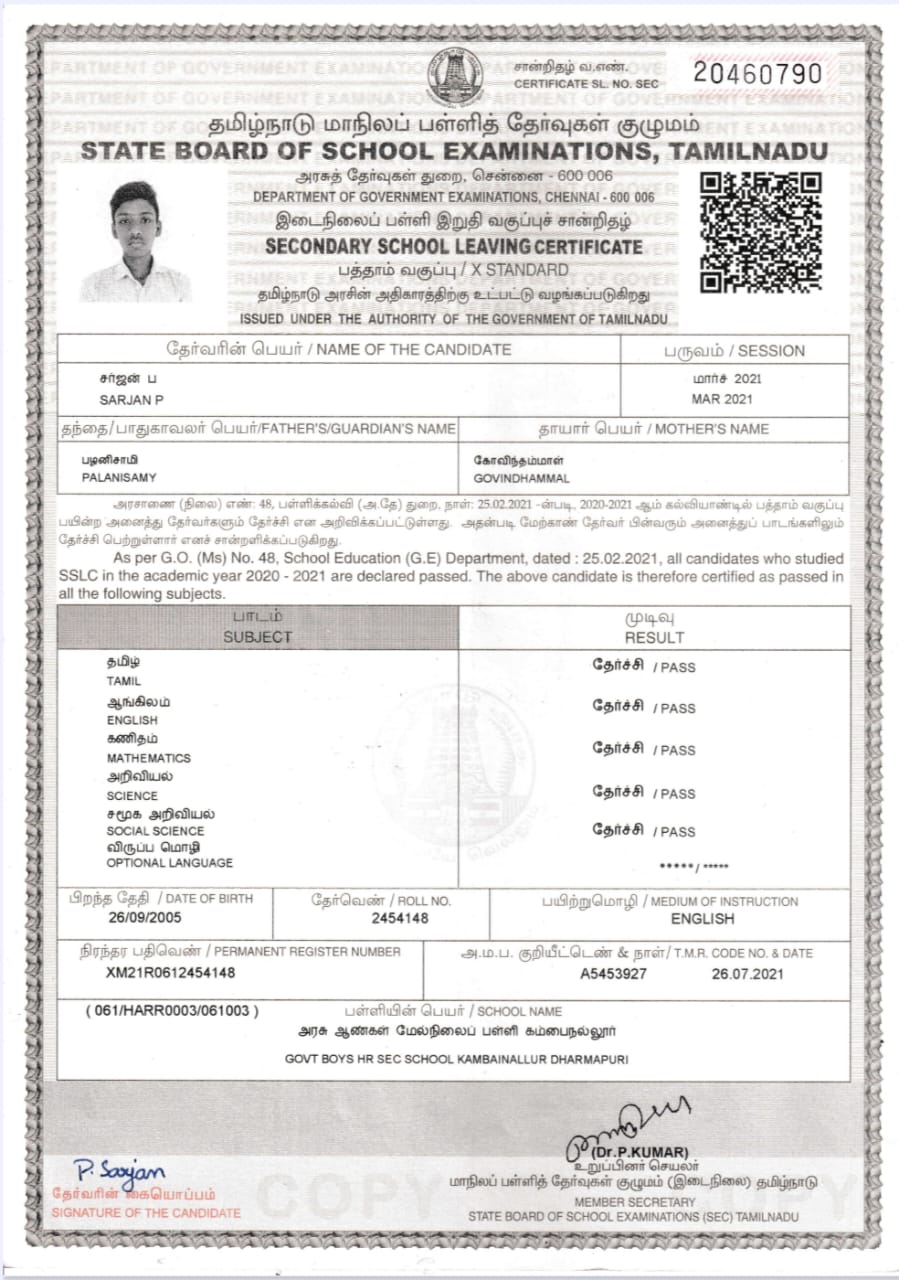 சான்றிதழ் வ.எண்.
CERTIFICATE SL. NO. SEC
20460790
தமிழ்நாடு மாநிலப் பள்ளித் தேர்வுகள் குழுமம்
STATE BOARD OF SCHOOL EXAMINATIONS, TAMILNADU
அரசுத் தேர்வுகள் துறை, சென்னை - 600 006
DEPARTMENT OF GOVERNMENT EXAMINATIONS, CHENNAI - 600 006
இடைநிலைப் பள்ளி இறுதி வகுப்புச் சான்றிதழ்
SECONDARY SCHOOL LEAVING CERTIFICATE
பத்தாம் வகுப்பு / X STANDARD
தமிழ்நாடு அரசின் அதிகாரத்திற்கு உட்பட்டு வழங்கப்படுகிறது
ISSUED UNDER THE AUTHORITY OF THE GOVERNMENT OF TAMILNADU
தேர்வரின் பெயர் / NAME OF THE CANDIDATE
பருவம் / SESSION
சர்ஜன் ப
மார்ச் 2021
SARJAN P
MAR 2021
தந்தை/பாதுகாவலர் பெயர்/FATHER'S/GUARDIAN'S NAME
தாயார் பெயர் / MOTHER'S NAME
பழனிசாமி
கோவிந்தம்மாள்
PALANISAMY
GOVINDHAMMAL
அரசாணை (நிலை) எண்: 48, பள்ளிக்கல்வி (அ.தே) துறை, நாள்: 25.02.2021 -ன்படி, 2020-2021 ஆம் கல்வியாண்டில் பத்தாம் வகுப்பு
பயின்ற அனைத்து தேர்வர்களும் தேர்ச்சி என அறிவிக்கப்பட்டுள்ளது. அதன்படி மேற்காண் தேர்வர் பின்வரும் அனைத்துப் பாடங்களிலும்
தேர்ச்சி பெற்றுள்ளார் எனச் சான்றளிக்கப்படுகிறது.
As per G.O. (Ms) No. 48, School Education (G.E) Department, dated : 25.02.2021, all candidates who studied
SSLC in the academic year 2020 - 2021 are declared passed. The above candidate is therefore certified as passed in
all the following subjects.
பாடம்
முடிவு
SUBJECT
RESULT
தமிழ்
தேர்ச்சி / PASS
TAMIL
ஆங்கிலம்
தேர்ச்சி / PASS
ENGLISH
கணிதம்
தேர்ச்சி / PASS
MATHEMATICS
அறிவியல்
தேர்ச்சி / PASS
SCIENCE
சமூக அறிவியல்
தேர்ச்சி / PASS
SOCIAL SCIENCE
விருப்ப மொழி
OPTIONAL LANGUAGE
*****/ *****
பிறந்த தேதி / DATE OF BIRTH
தேர்வெண் / ROLL NO.
பயிற்றுமொழி / MEDIUM OF INSTRUCTION
26/09/2005
2454148
ENGLISH
நிரந்தர பதிவெண் / PERMANENT REGISTER NUMBER
அ.ம.ப. குறியீட்டெண் & நாள்/ T.M.R. CODE NO. & DATE
XM21R0612454148
A5453927 26.07.2021
( 061/HARR0003/061003 ) பள்ளியின் பெயர் / SCHOOL NAME
அரசு ஆண்கள் மேல்நிலைப் பள்ளி கம்பைநல்லூர்
GOVT BOYS HR SEC SCHOOL KAMBAINALLUR DHARMAPURI
(Dr.P.KUMAR)
உறுப்பினர் செயலர்
மாநிலப் பள்ளித் தேர்வுகள் குழுமம் (இடைநிலை) தமிழ்நாடு
MEMBER SECRETARY
STATE BOARD OF SCHOOL EXAMINATIONS (SEC) TAMILNADU
P. Sarjan
தேர்வரின் கையொப்பம்
SIGNATURE OF THE CANDIDATE
COPY